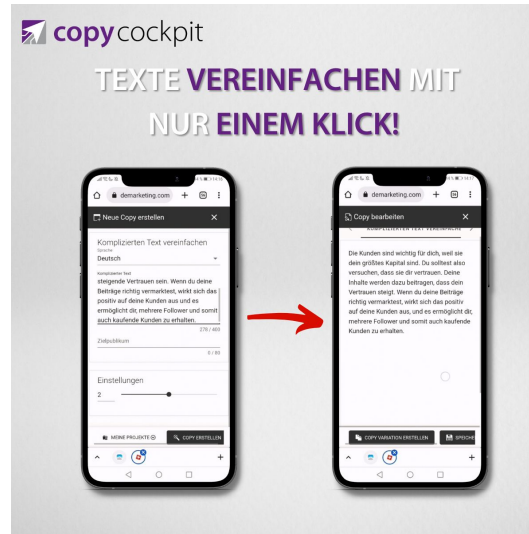 copycockpit
TEXTE VEREINFACHEN MIT
NUR EINEM KLICK!
demarketing.com
Neue Copy erstellen
Komplizierten Text vereinfachen
Sprache
Deutsch
Komplizierter Text
steigende Vertrauen sein. Wenn du deine
Beiträge richtig vermarktest, wirkt sich das
positiv auf deine Kunden aus und es
ermöglicht dir, mehrere Follower und somit
auch kaufende Kunden zu erhalten.
278 / 400
Zielpublikum
0 / 80
Einstellungen
2
MEINE PROJEKTE
COPY ERSTELLEN
demarketing.com
Copy bearbeiten
KOMPLIZIERTEN TEXT VEREINFACHE
Die Kunden sind wichtig für dich, weil sie
dein größtes Kapital sind. Du solltest also
versuchen, dass sie dir vertrauen. Deine
Inhalte werden dazu beitragen, dass dein
Vertrauen steigt. Wenn du deine Beiträge
richtig vermarktest, wirkt sich das positiv
auf deine Kunden aus, und es ermöglicht dir,
mehrere Follower und somit auch kaufende
Kunden zu erhalten.
COPY VARIATION ERSTELLEN
SPEICHE